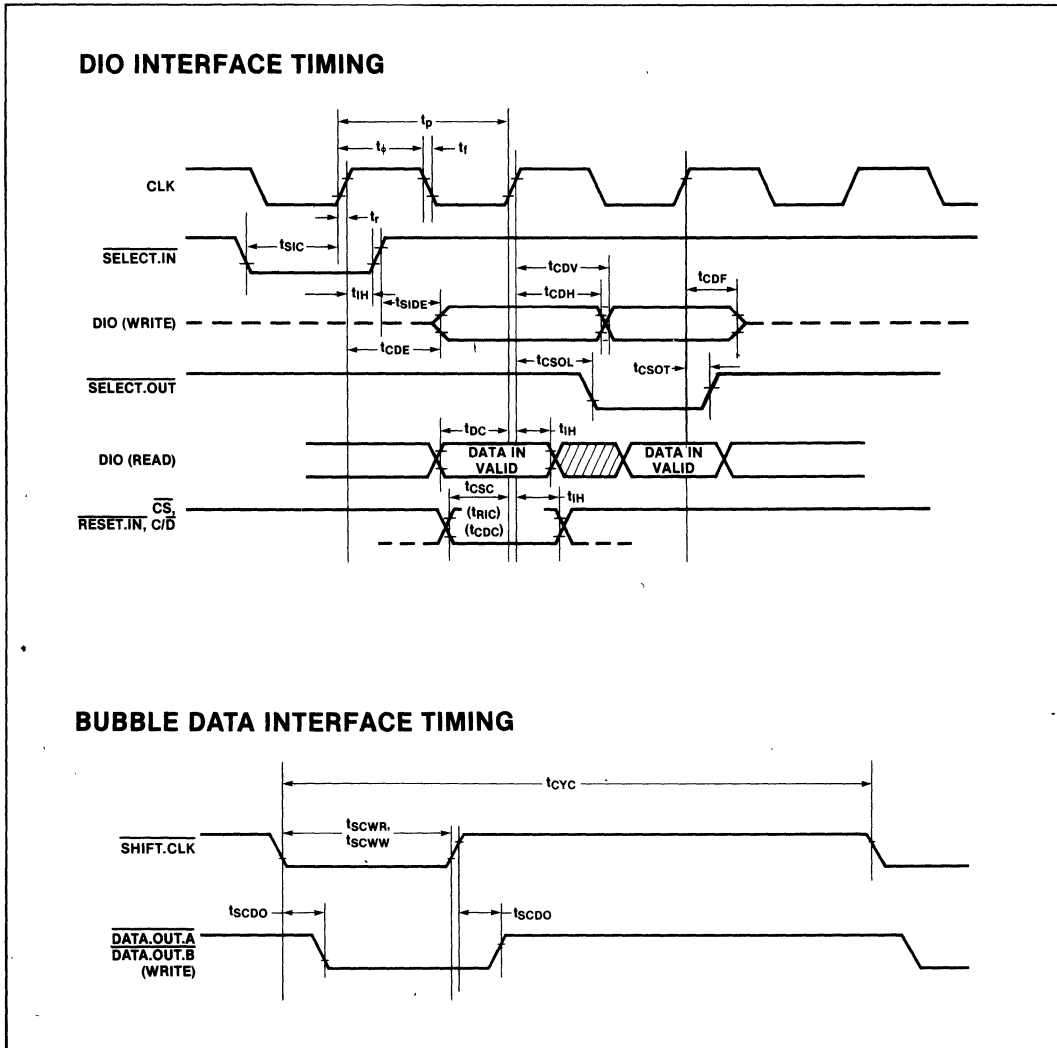 DIO INTERFACE TIMING
tp
tϕ
tf
CLK
tr
SELECT.IN
tSIC
tIH
tSIDE
tCDV
tCDH
tCDF
DIO (WRITE)
tCDE
tCSOL
tCSOT
SELECT.OUT
tDC
tIH
DIO (READ)
DATA IN
VALID
DATA IN
VALID
tCSC
tIH
CS,
RESET.IN, C/D
(tRIC)
(tCDC)
BUBBLE DATA INTERFACE TIMING
tCYC
SHIFT.CLK
tSCWR,
tSCWW
tSCDO
tSCDO
DATA.OUT.A
DATA.OUT.B
(WRITE)